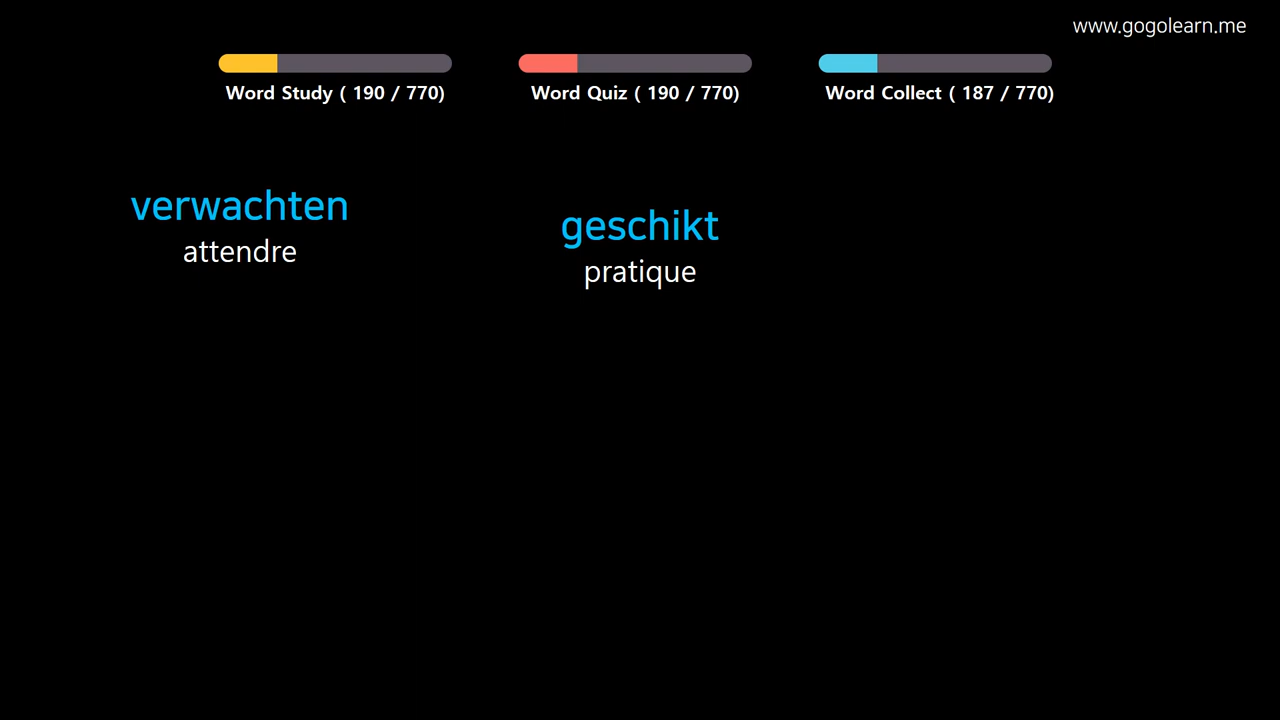 www.gogolearn.me
Word Study ( 190 / 770)
Word Quiz ( 190 / 770)
Word Collect ( 187 / 770)
verwachten
attendre
geschikt
pratique